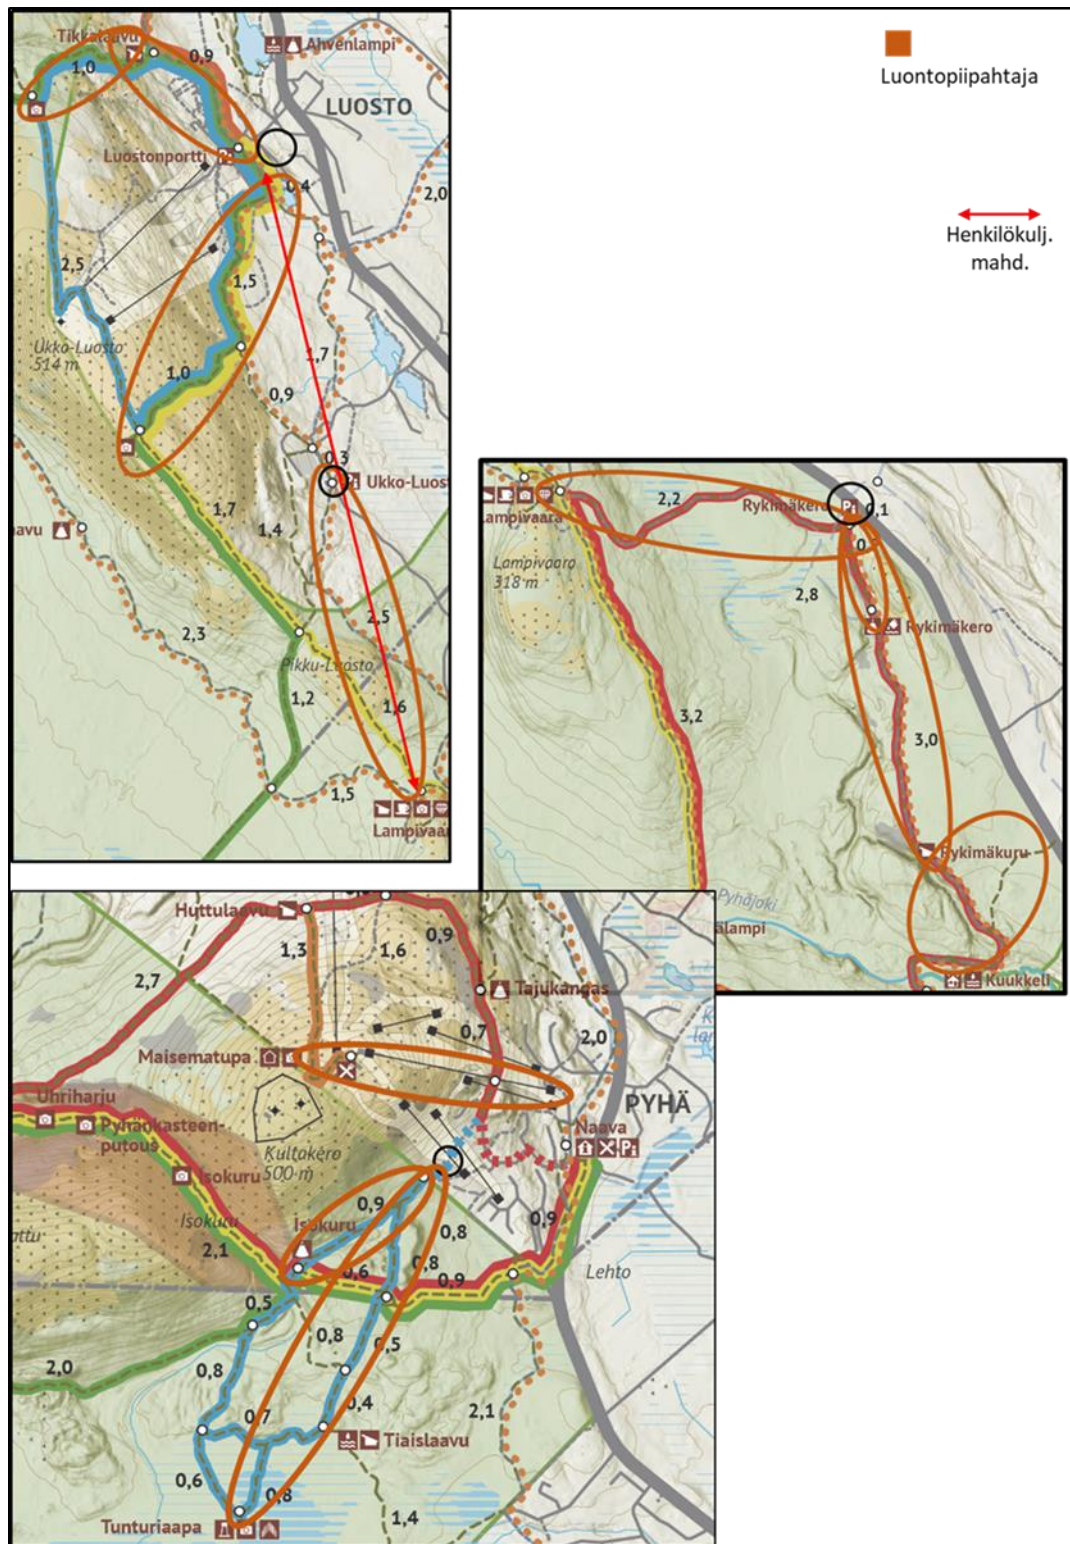 Tikkalaavu
1,0
0,9
Ahvenlampi
LUOSTO
Luostonportti
0,4
2,0
2,5
1,5
Ukko-Luosto
514 m
1,0
1,7
0,9
0,3
Ukko-Luost
1,7
1,4
aavu
2,5
2,3
Pikku-Luosto
1,2
1,6
1,5
Lampivaar
Luontopiipahtaja
Henkilökulj.
mahd.
2,2
Rykimäkero
0,1
Lampivaara
Lampivaara
318 m
2,8
Rykimäkero
3,2
3,0
Rykimäkuru
Pyhäjoki
älampi
Kuukkeli
Huttulaavu
1,3
1,6
0,9
2,7
Tajukangas
0,7
2,0
Maisematupa
PYHÄ
Uhriharju
Pyhänkasteen-
putous
Naava
Kultakero
500 m
Isokuru
0,9
Isokuru
Isokuru
0,8
0,9
attu
2,1
0,8
0,6
0,9
Lehto
0,5
0,8
0,5
0,8
2,0
0,4
2,1
0,7
Tiaislaavu
0,6
0,8
Tunturiaapa
1,4